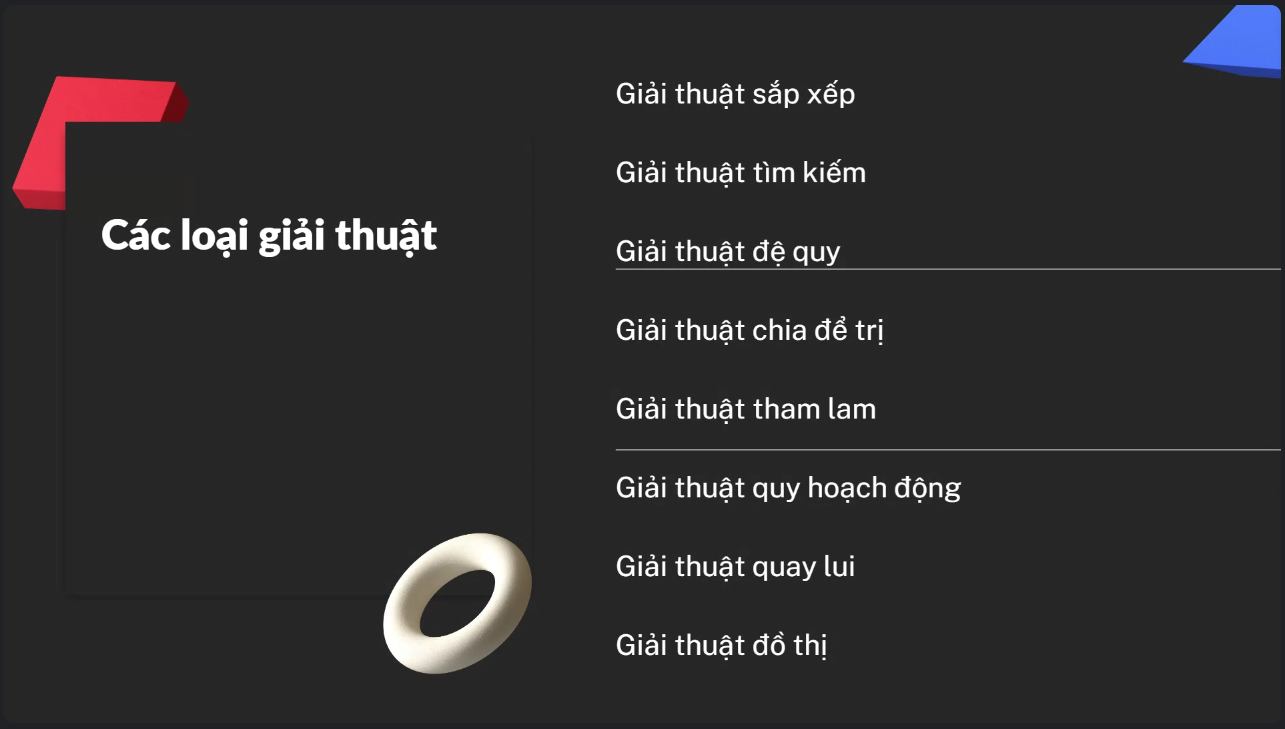 Các loại giải thuật
Giải thuật sắp xếp
Giải thuật tìm kiếm
Giải thuật đệ quy
Giải thuật chia để trị
Giải thuật tham lam
Giải thuật quy hoạch động
Giải thuật quay lui
Giải thuật đồ thị